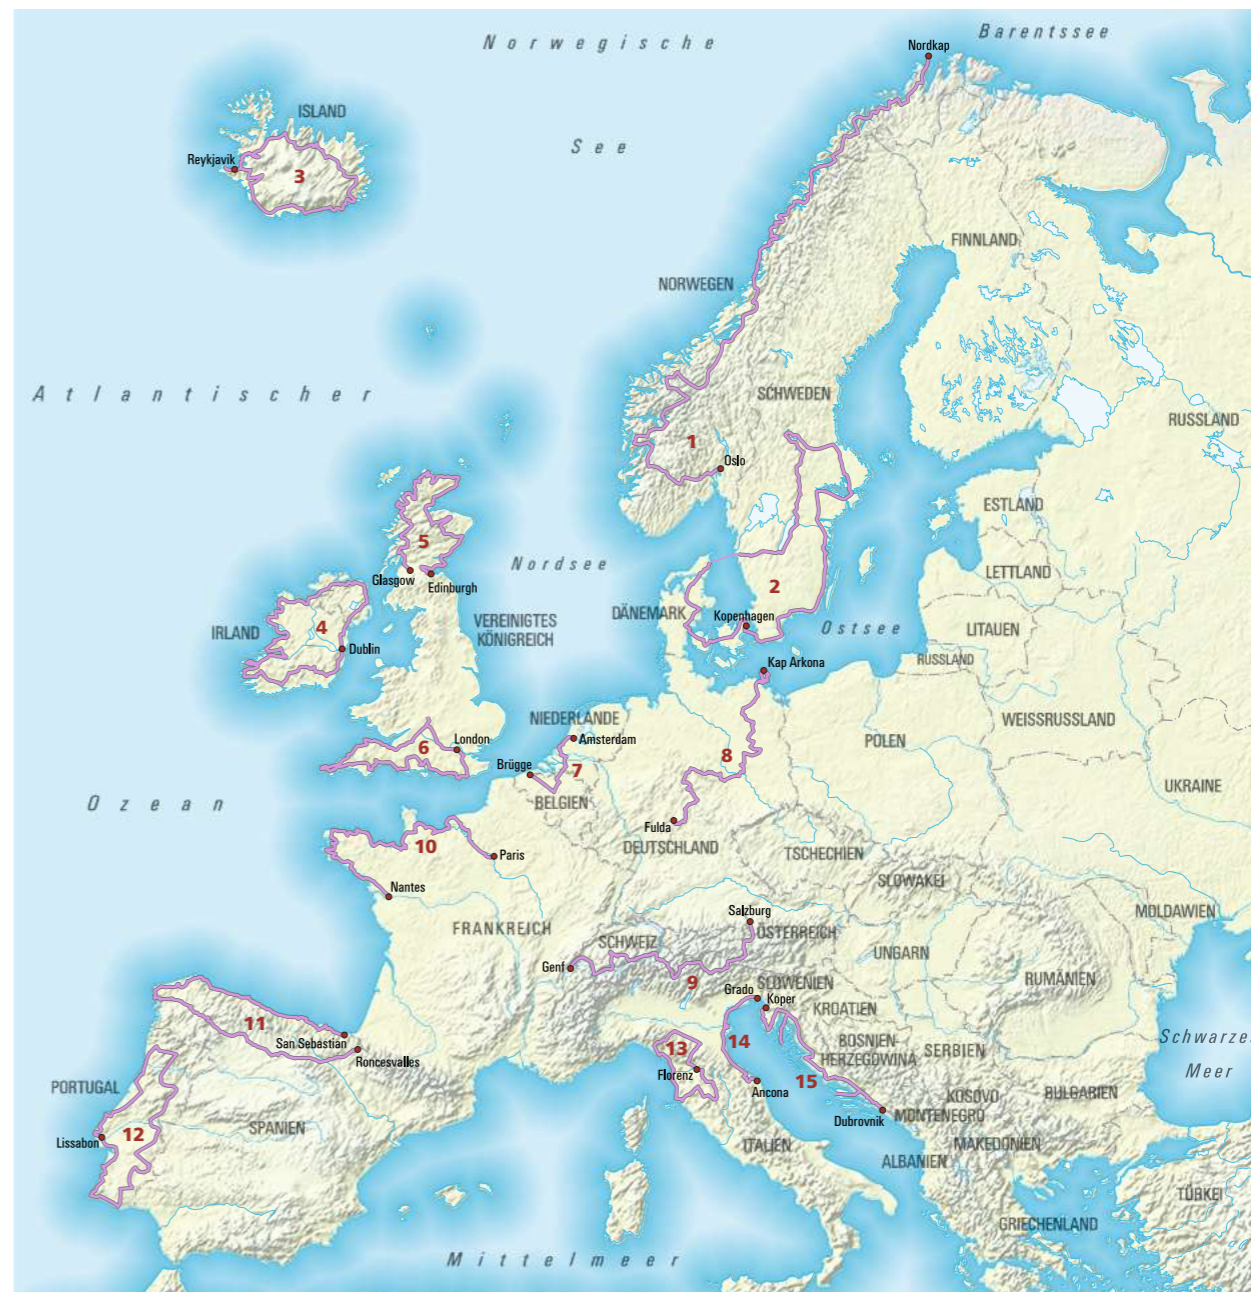 Norwegische
Barentssee
Nordkap
ISLAND
See
Reykjavik
3
FINNLAND
NORWEGEN
Atlantischer
SCHWEDEN
RUSSLAND
1
Oslo
ESTLAND
5
Nordsee
Glasgow
Edinburgh
LETTLAND
2
DÄNEMARK
Kopenhagen
VEREINIGTES
KÖNIGREICH
4
IRLAND
Ostsee
LITAUEN
Dublin
RUSSLAND
Kap Arkona
NIEDERLANDE
WEISSRUSSLAND
Amsterdam
POLEN
6
London
8
Brügge
7
UKRAINE
Ozean
BELGIEN
Fulda
DEUTSCHLAND
10
Paris
TSCHECHIEN
SLOWAKEI
Nantes
MOLDAWIEN
Salzburg
FRANKREICH
ÖSTERREICH
SCHWEIZ
UNGARN
Genf
9
SLOWENIEN
RUMÄNIEN
Grado
Koper
KROATIEN
11
San Sebastian
Roncesvalles
14
13
BOSNIEN-
HERZEGOWINA
SERBIEN
Schwarzes
Meer
Florenz
15
PORTUGAL
Ancona
KOSOVO
BULGARIEN
Dubrovnik
MONTENEGRO
SPANIEN
12
Lissabon
ITALIEN
MAKEDONIEN
ALBANIEN
TÜRKEI
GRIECHENLAND
Mittelmeer